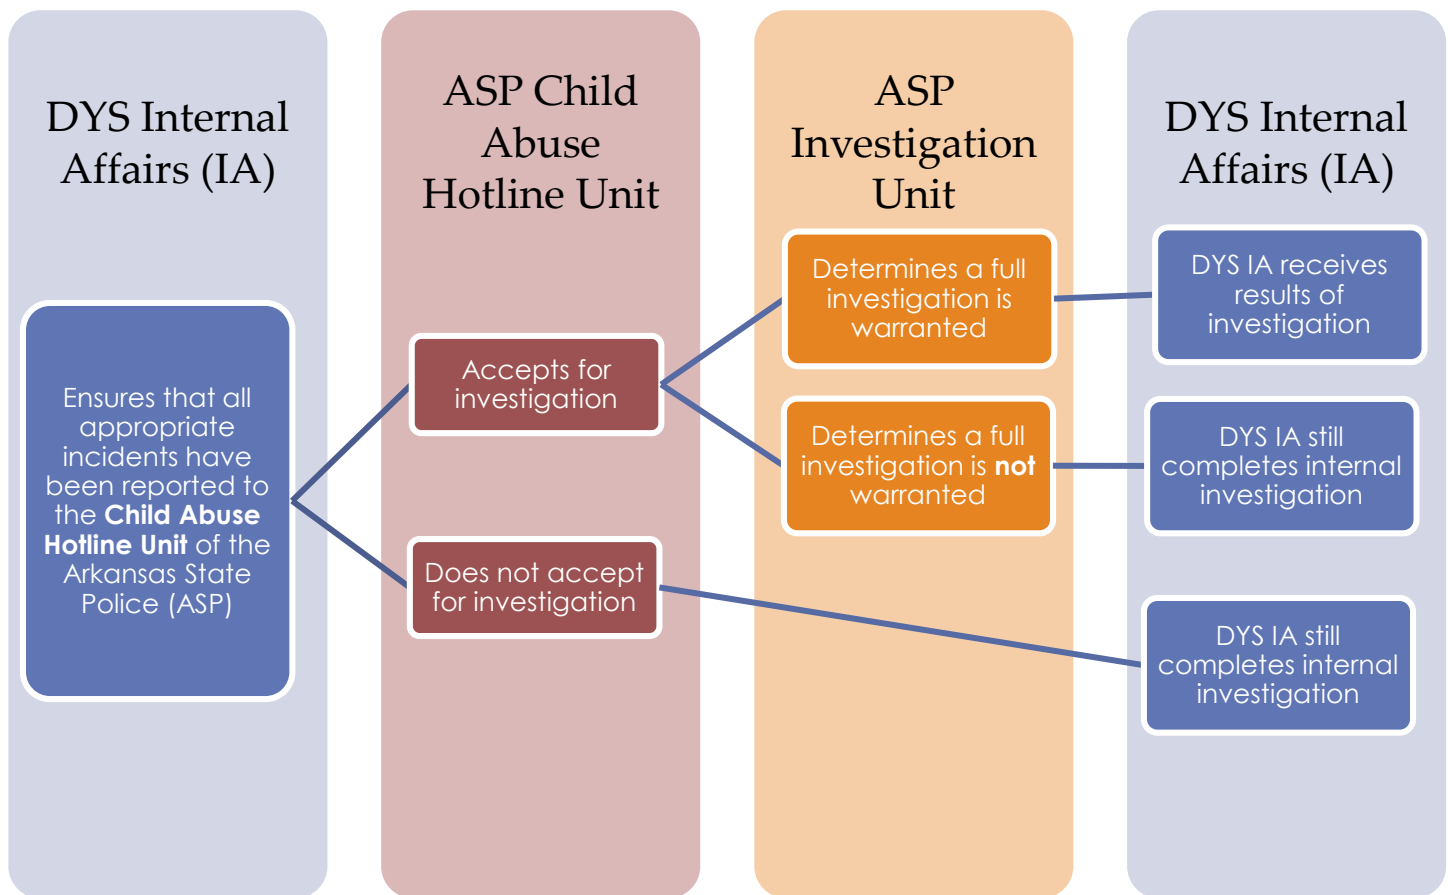 DYS Internal
Affairs (IA)
Ensures that all
appropriate
incidents have
been reported to
the Child Abuse
Hotline Unit of the
Arkansas State
Police (ASP)
ASP Child
Abuse
Hotline Unit
Accepts for
investigation
Does not accept
for investigation
ASP
Investigation
Unit
Determines a full
investigation is
warranted
Determines a full
investigation is not
warranted
DYS Internal
Affairs (IA)
DYS IA receives
results of
investigation
DYS IA still
completes internal
investigation
DYS IA still
completes internal
investigation